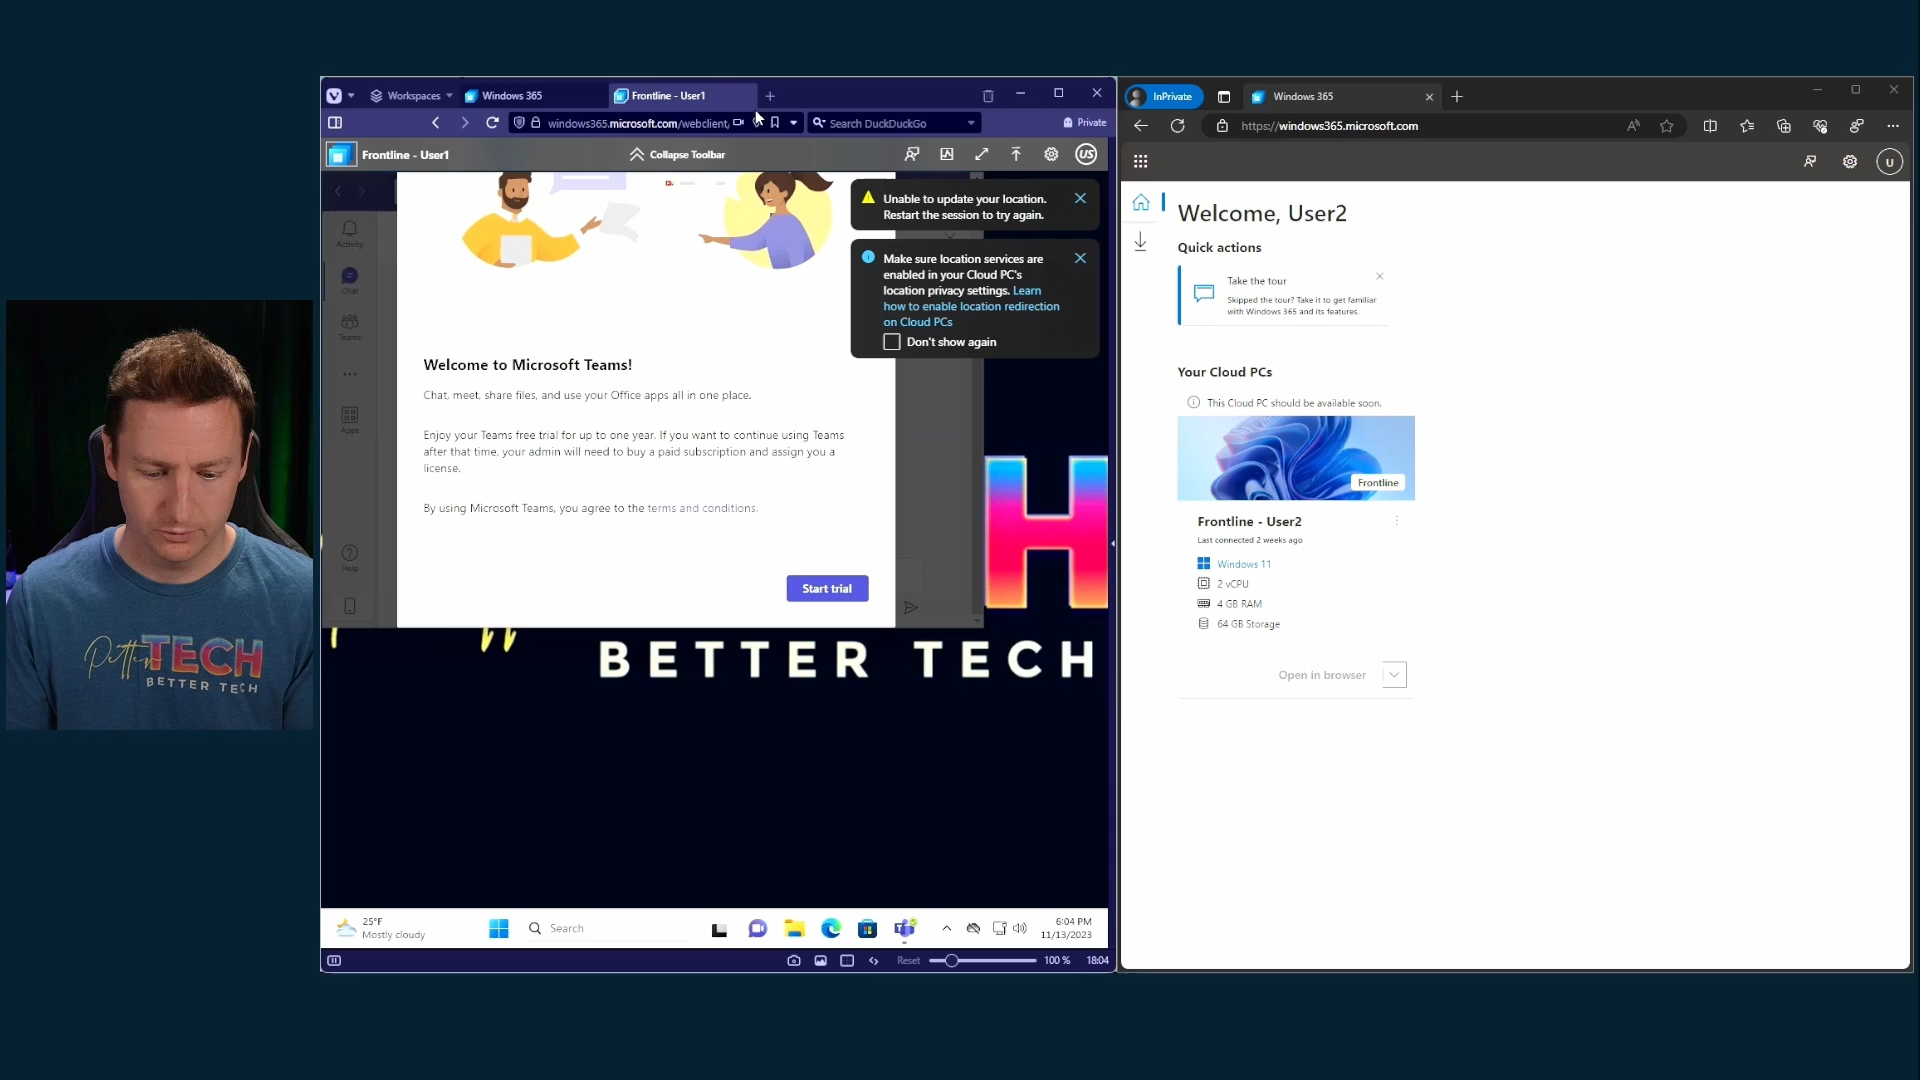 Workspaces
Windows 365
Frontline - User1
windows365.microsoft.com/webclient,
Search DuckDuckGo
Private
Frontline - User1
Collapse Toolbar
US
Activity
Chat
Teams
Apps
Help
Unable to update your location.
Restart the session to try again.
Make sure location services are
enabled in your Cloud PC's
location privacy settings. Learn
how to enable location redirection
on Cloud PCs
Don't show again
Welcome to Microsoft Teams!
Chat, meet, share files, and use your Office apps all in one place.
Enjoy your Teams free trial for up to one year. If you want to continue using Teams
after that time, your admin will need to buy a paid subscription and assign you a
license.
By using Microsoft Teams, you agree to the terms and conditions.
Start trial
H
BETTER TECH
25°F
Mostly cloudy
Search
6:04 PM
11/13/2023
Reset
100 %
18:04
InPrivate
Windows 365
https://windows365.microsoft.com
U
Welcome, User2
Quick actions
Take the tour
Skipped the tour? Take it to get familiar
with Windows 365 and its features.
Your Cloud PCs
This Cloud PC should be available soon.
Frontline
Frontline - User2
Last connected 2 weeks ago
Windows 11
2 vCPU
4 GB RAM
64 GB Storage
Open in browser
Petter
TECH
BETTER TECH